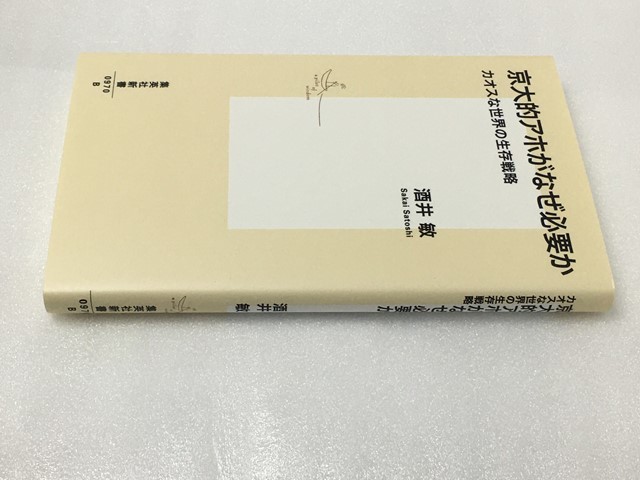 京大的アホがなぜ必要か
カオスな世界の生存戦略
酒井 敏
Sakai Satoshi
a pilot of wisdom
集英社新書
0970
B
京大的アホがなぜ必要か
カオスな世界の生存戦略
酒井 敏
集英社新書
0970
B